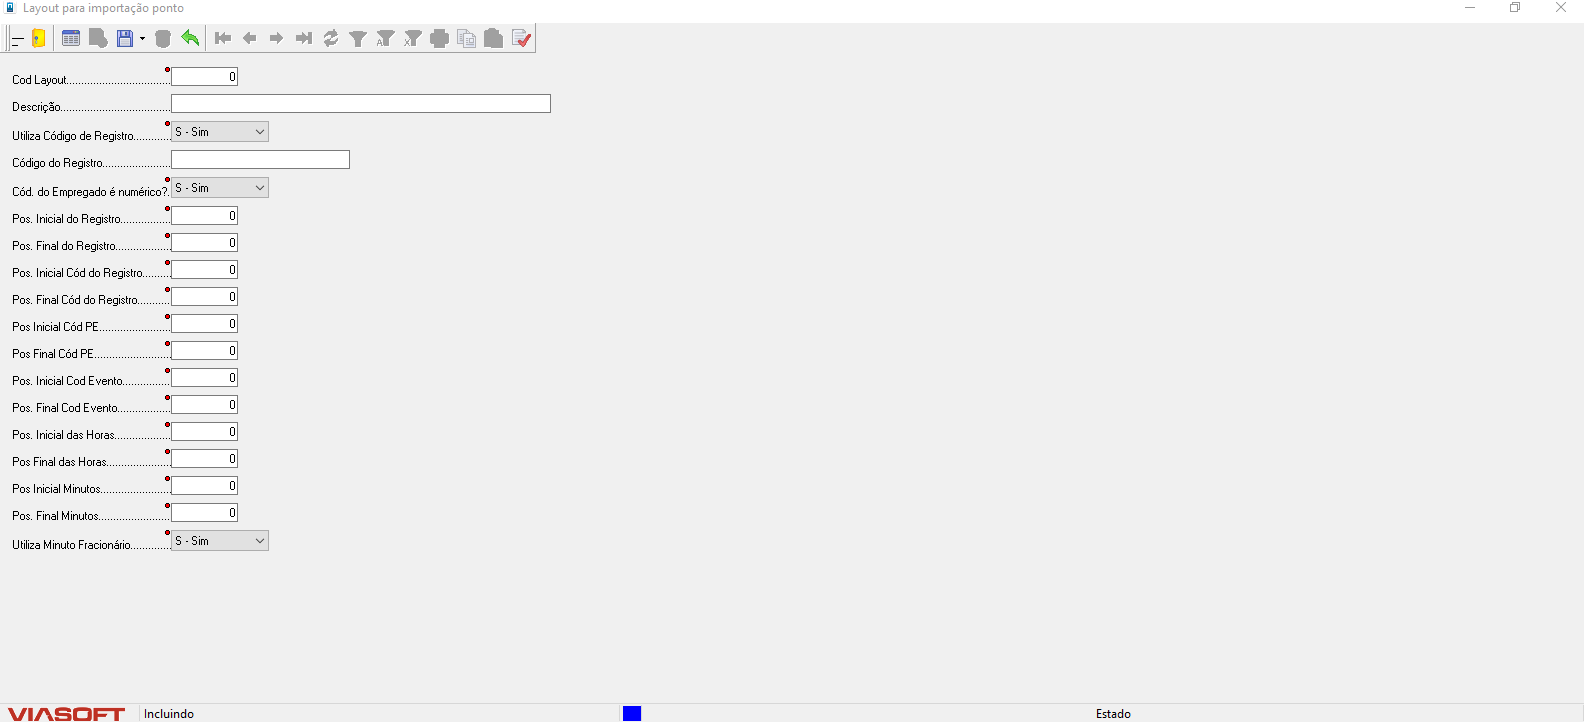 Layout para importação ponto
Cod Layout 0
Descrição
Utiliza Código de Registro S - Sim
Código do Registro
Cód. do Empregado é numérico? S - Sim
Pos. Inicial do Registro 0
Pos. Final do Registro 0
Pos. Inicial Cód do Registro 0
Pos. Final Cód do Registro 0
Pos Inicial Cód PE 0
Pos Final Cód PE 0
Pos. Inicial Cod Evento 0
Pos. Final Cod Evento 0
Pos. Inicial das Horas 0
Pos Final das Horas 0
Pos Inicial Minutos 0
Pos. Final Minutos 0
Utiliza Minuto Fracionário S - Sim
VIASOFT Incluindo Estado